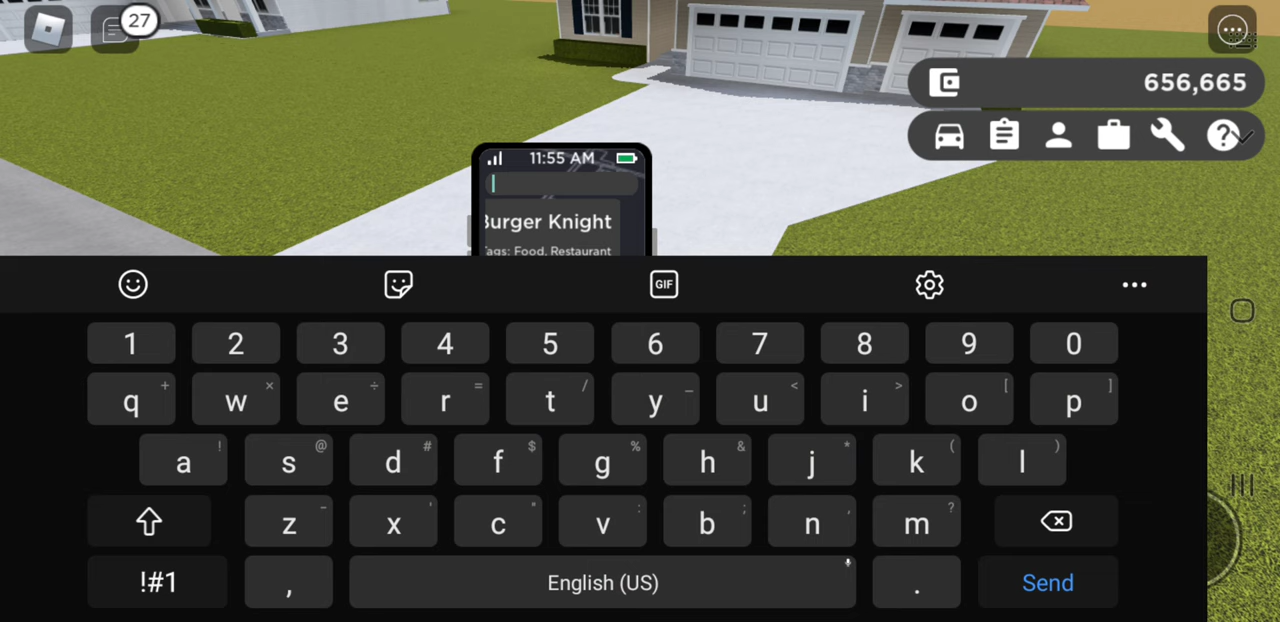 27
656,665
11:55 AM
Burger Knight
Tags: Food, Restaurant
GIF
1 2 3 4 5 6 7 8 9 0
+ × ÷ = / _ < > [ ]
q w e r t y u i o p
! @ # $ % & * ( )
a s d f g h j k l
- ' " : ; , ?
z x c v b n m
!#1 , English (US) . Send